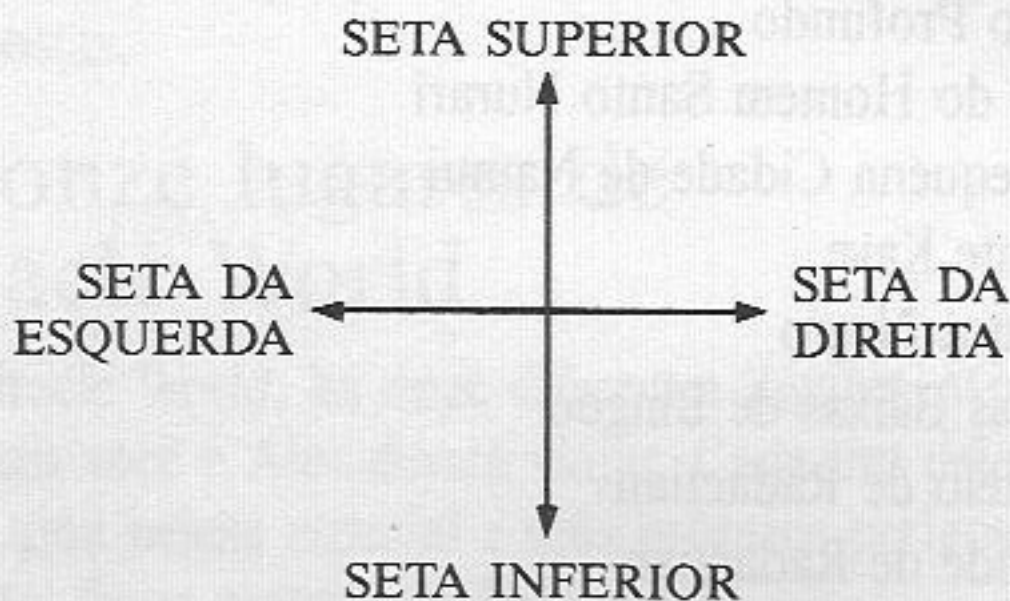 SETA SUPERIOR
SETA DA
ESQUERDA
SETA DA
DIREITA
SETA INFERIOR